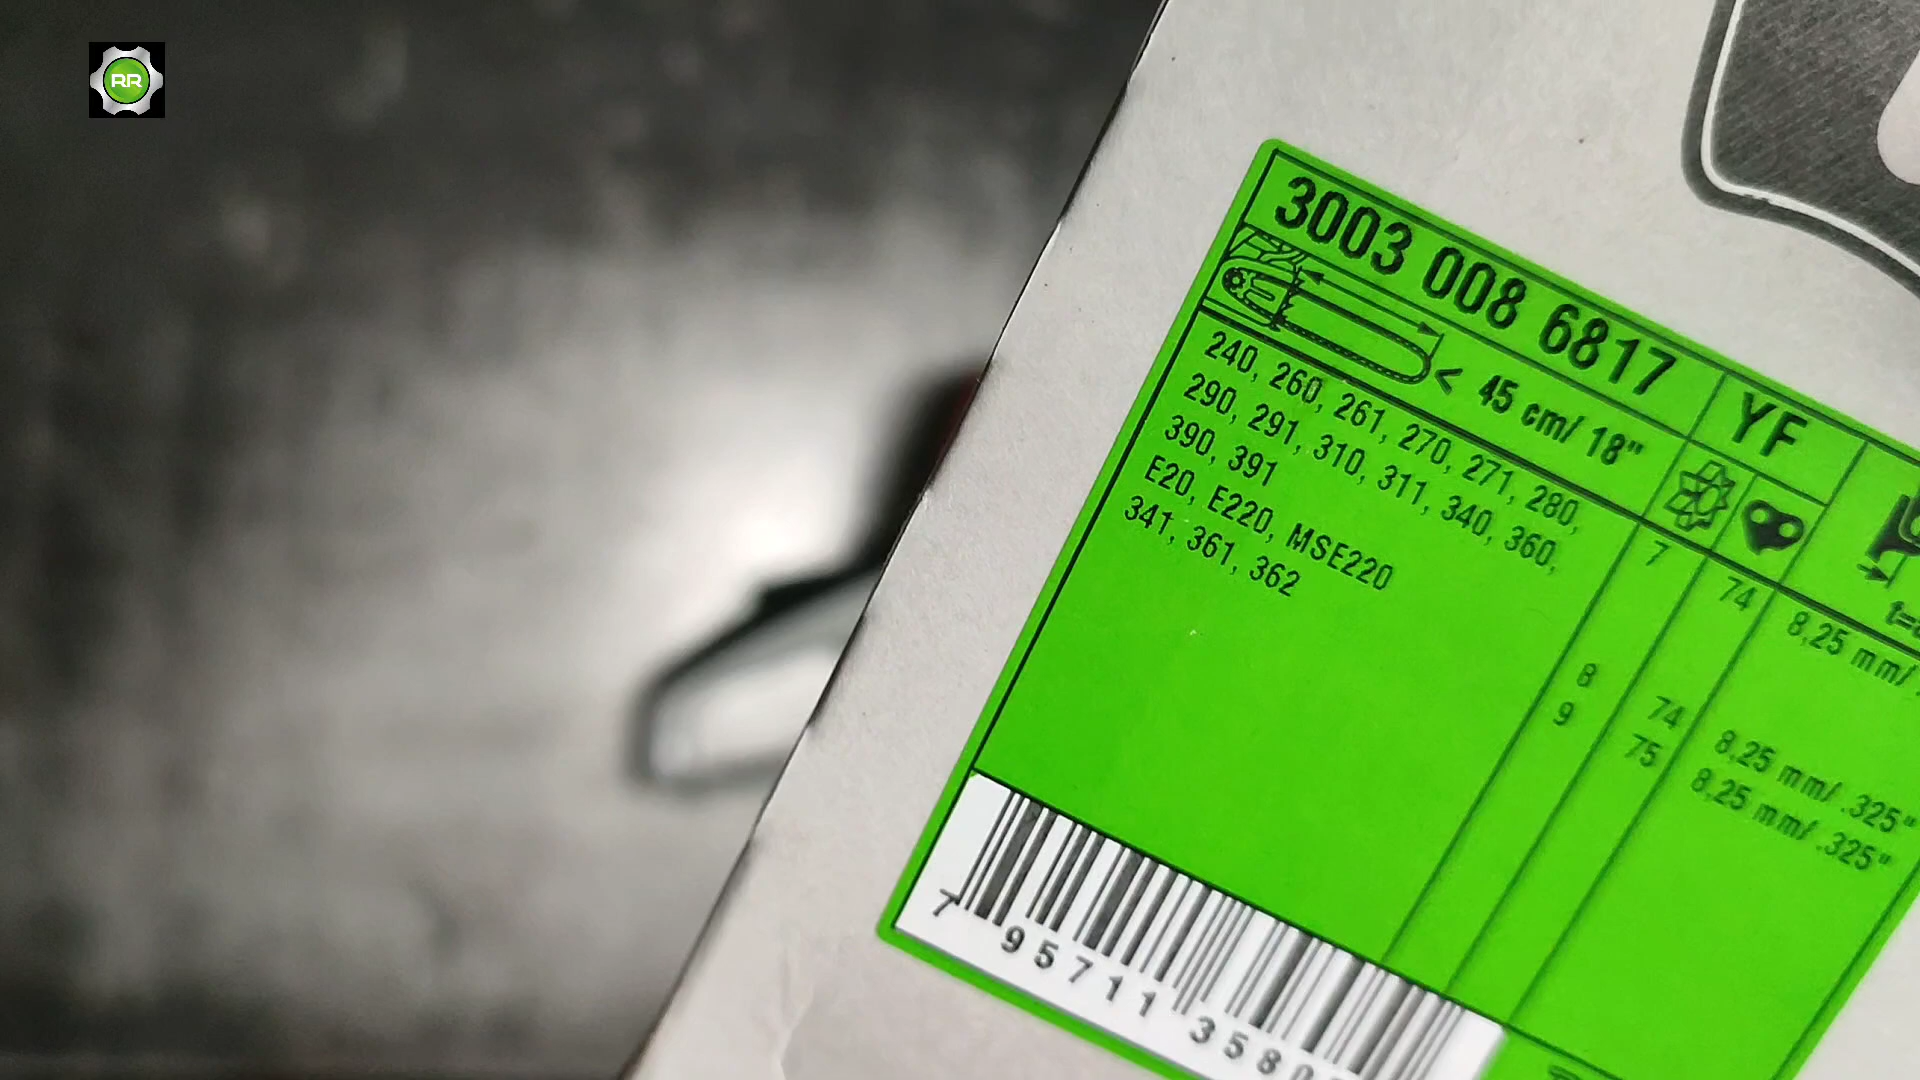 RR
3003 008 6817
YF
< 45 cm/ 18"
240, 260, 261, 270, 271, 280,
290, 291, 310, 311, 340, 360,
390, 391
E20, E220, MSE220
341, 361, 362
7 74 8,25 mm/
8 74 8,25 mm/ .325"
9 75 8,25 mm/ .325"
7 95711 358